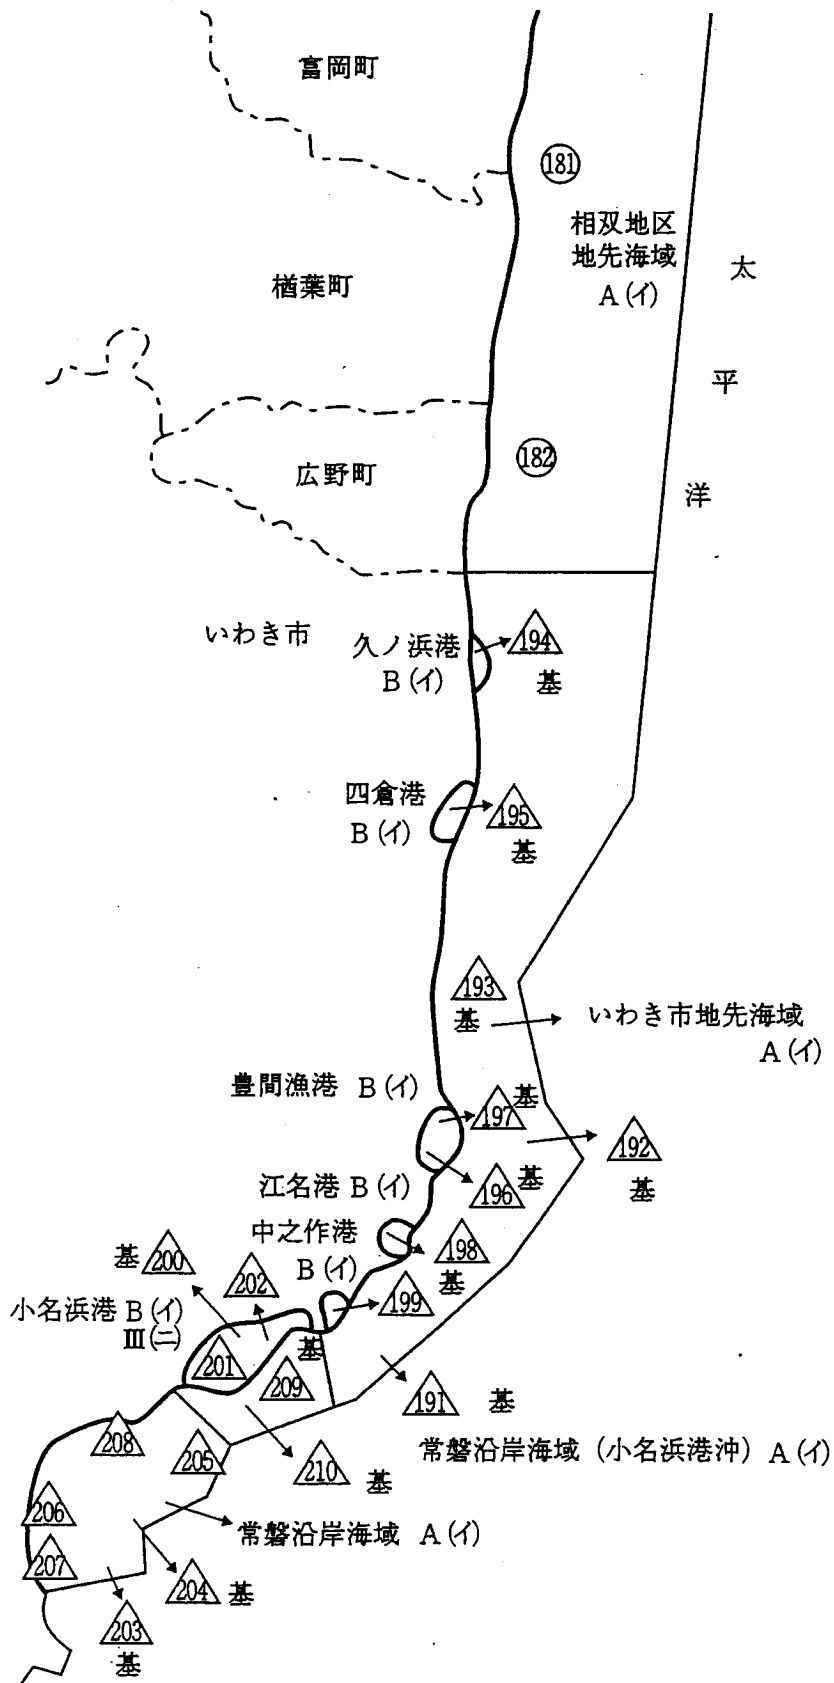 富岡町
181
相双地区
地先海域
A(イ)
太
平
洋
楢葉町
182
広野町
いわき市
久ノ浜港
B(イ)
194
基
四倉港
B(イ)
195
基
193
基
いわき市地先海域
A(イ)
豊間漁港 B(イ)
197
基
192
基
江名港 B(イ)
196
基
中之作港
B(イ)
198
基
基
200
202
199
小名浜港 B(イ)
Ⅲ(ニ)
201
基
209
191
基
208
205
210
基
常磐沿岸海域(小名浜港沖)A(イ)
206
常磐沿岸海域 A(イ)
207
204
基
203
基